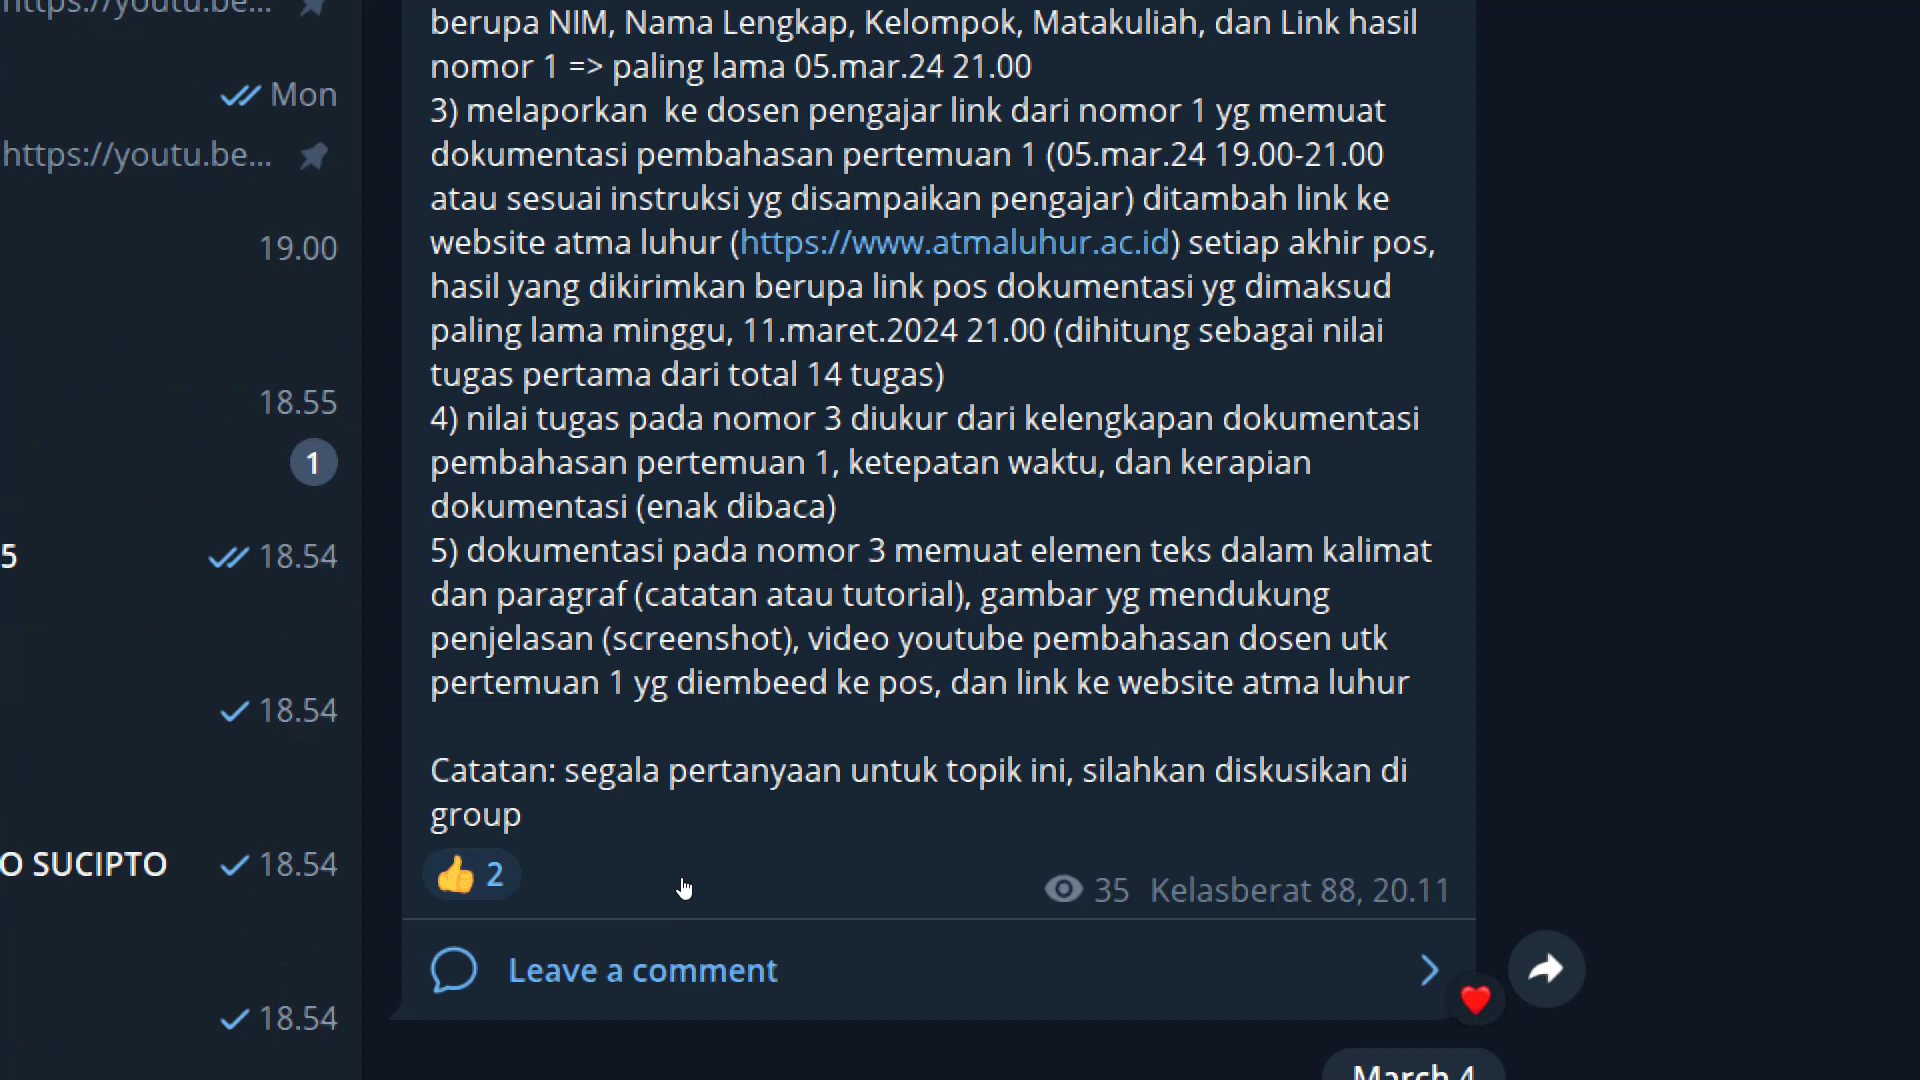 https://youtu.be...
Mon
https://youtu.be...
19.00
18.55
1
5
18.54
18.54
O SUCIPTO
18.54
18.54
berupa NIM, Nama Lengkap, Kelompok, Matakuliah, dan Link hasil
nomor 1 => paling lama 05.mar.24 21.00
3) melaporkan  ke dosen pengajar link dari nomor 1 yg memuat
dokumentasi pembahasan pertemuan 1 (05.mar.24 19.00-21.00
atau sesuai instruksi yg disampaikan pengajar) ditambah link ke
website atma luhur (https://www.atmaluhur.ac.id) setiap akhir pos,
hasil yang dikirimkan berupa link pos dokumentasi yg dimaksud
paling lama minggu, 11.maret.2024 21.00 (dihitung sebagai nilai
tugas pertama dari total 14 tugas)
4) nilai tugas pada nomor 3 diukur dari kelengkapan dokumentasi
pembahasan pertemuan 1, ketepatan waktu, dan kerapian
dokumentasi (enak dibaca)
5) dokumentasi pada nomor 3 memuat elemen teks dalam kalimat
dan paragraf (catatan atau tutorial), gambar yg mendukung
penjelasan (screenshot), video youtube pembahasan dosen utk
pertemuan 1 yg diembeed ke pos, dan link ke website atma luhur
Catatan: segala pertanyaan untuk topik ini, silahkan diskusikan di
group
2
35 Kelasberat 88, 20.11
Leave a comment
March 4